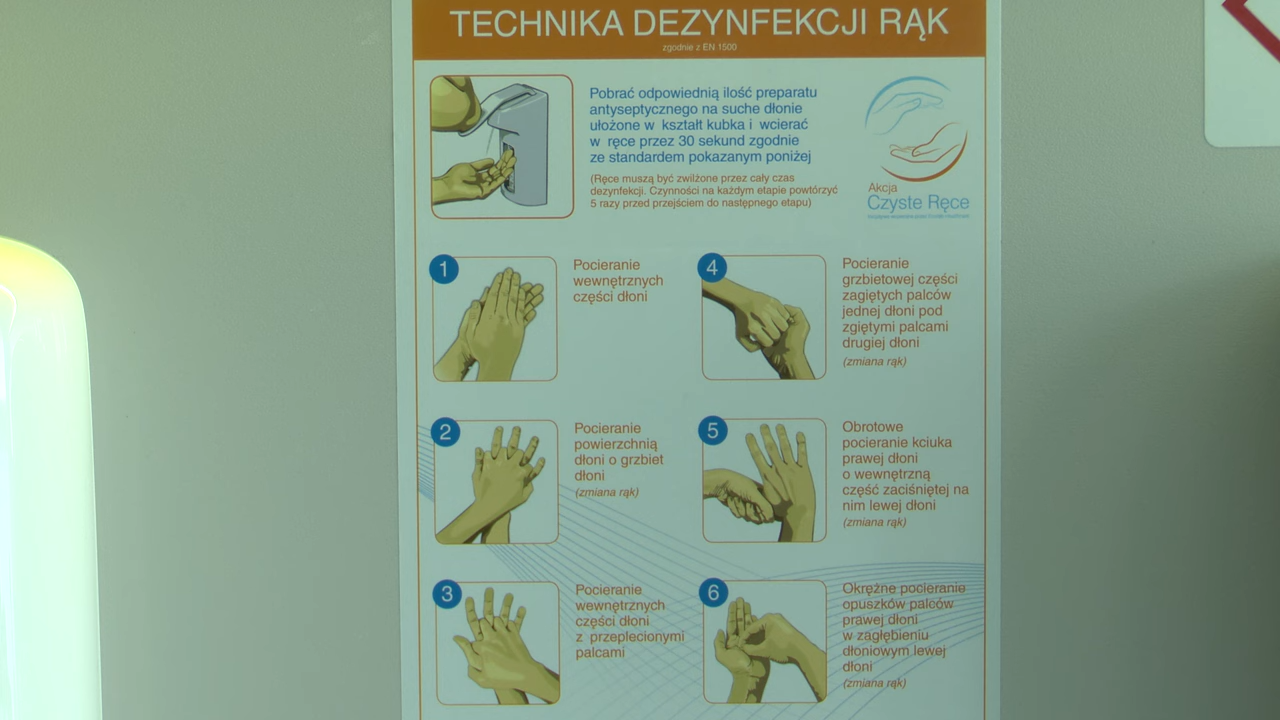 TECHNIKA DEZYNFEKCJI RĄK
zgodnie z EN 1500
Pobrać odpowiednią ilość preparatu
antyseptycznego na suche dłonie
ułożone w kształt kubka i wcierać
w ręce przez 30 sekund zgodnie
ze standardem pokazanym poniżej
(Ręce muszą być zwilżone przez cały czas
dezynfekcji. Czynności na każdym etapie powtórzyć
5 razy przed przejściem do następnego etapu)
Akcja
Czyste Ręce
1
Pocieranie
wewnętrznych
części dłoni
2
Pocieranie
powierzchnią
dłoni o grzbiet
dłoni
(zmiana rąk)
3
Pocieranie
wewnętrznych
części dłoni
z przeplecionymi
palcami
4
Pocieranie
grzbietowej części
zagiętych palców
jednej dłoni pod
zgiętymi palcami
drugiej dłoni
(zmiana rąk)
5
Obrotowe
pocieranie kciuka
prawej dłoni
o wewnętrzną
część zaciśniętej na
nim lewej dłoni
(zmiana rąk)
6
Okrężne pocieranie
opuszków palców
prawej dłoni
w zagłębieniu
dłoniowym lewej
dłoni
(zmiana rąk)